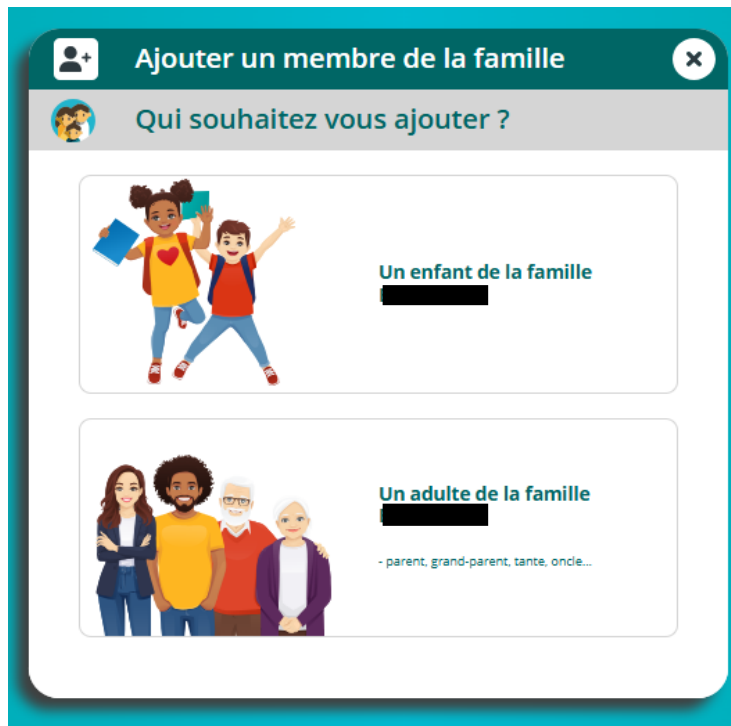 Ajouter un membre de la famille
Qui souhaitez vous ajouter ?
Un enfant de la famille
Un adulte de la famille
- parent, grand-parent, tante, oncle...